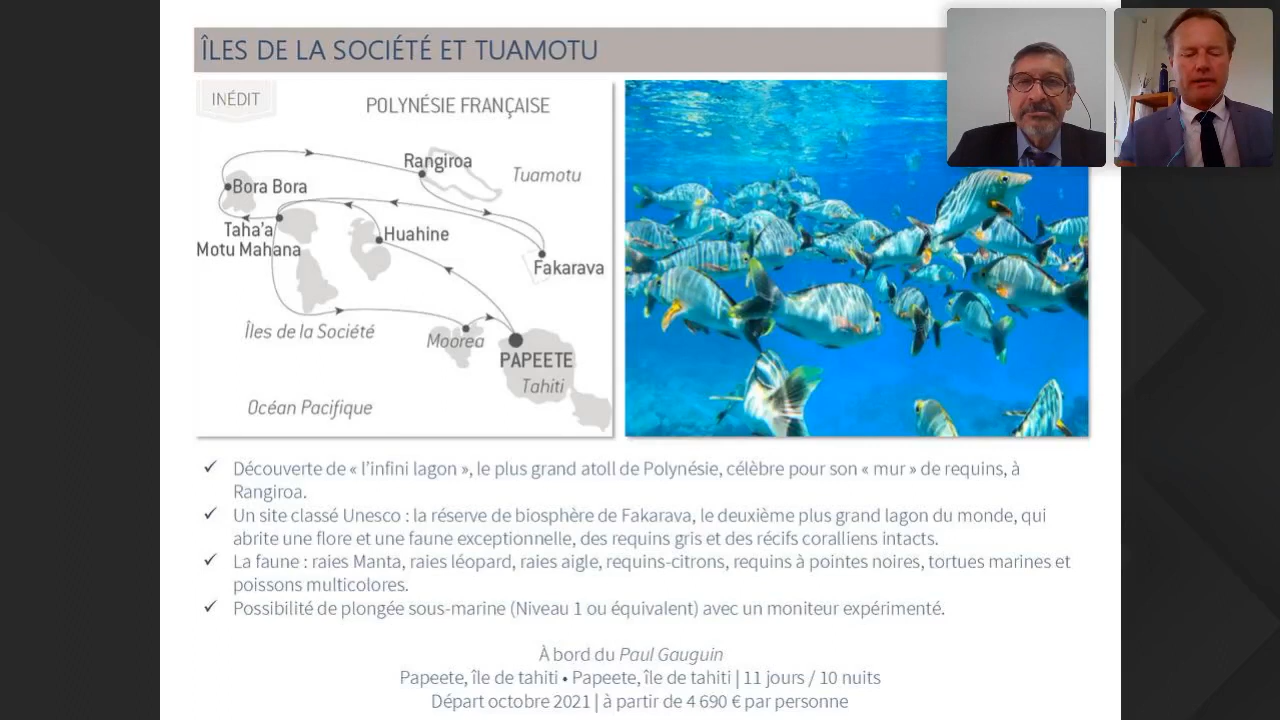 ÎLES DE LA SOCIÉTÉ ET TUAMOTU
INÉDIT
POLYNÉSIE FRANÇAISE
Rangiroa
Tuamotu
Bora Bora
Taha'a
Motu Mahana
Huahine
Fakarava
Îles de la Société
Moorea
PAPEETE
Tahiti
Océan Pacifique
✓ Découverte de « l'infini lagon », le plus grand atoll de Polynésie, célèbre pour son « mur » de requins, à
Rangiroa.
✓ Un site classé Unesco : la réserve de biosphère de Fakarava, le deuxième plus grand lagon du monde, qui
abrite une flore et une faune exceptionnelle, des requins gris et des récifs coralliens intacts.
✓ La faune : raies Manta, raies léopard, raies aigle, requins-citrons, requins à pointes noires, tortues marines et
poissons multicolores.
✓ Possibilité de plongée sous-marine (Niveau 1 ou équivalent) avec un moniteur expérimenté.
À bord du Paul Gauguin
Papeete, île de tahiti • Papeete, île de tahiti | 11 jours / 10 nuits
Départ octobre 2021 | à partir de 4 690 € par personne